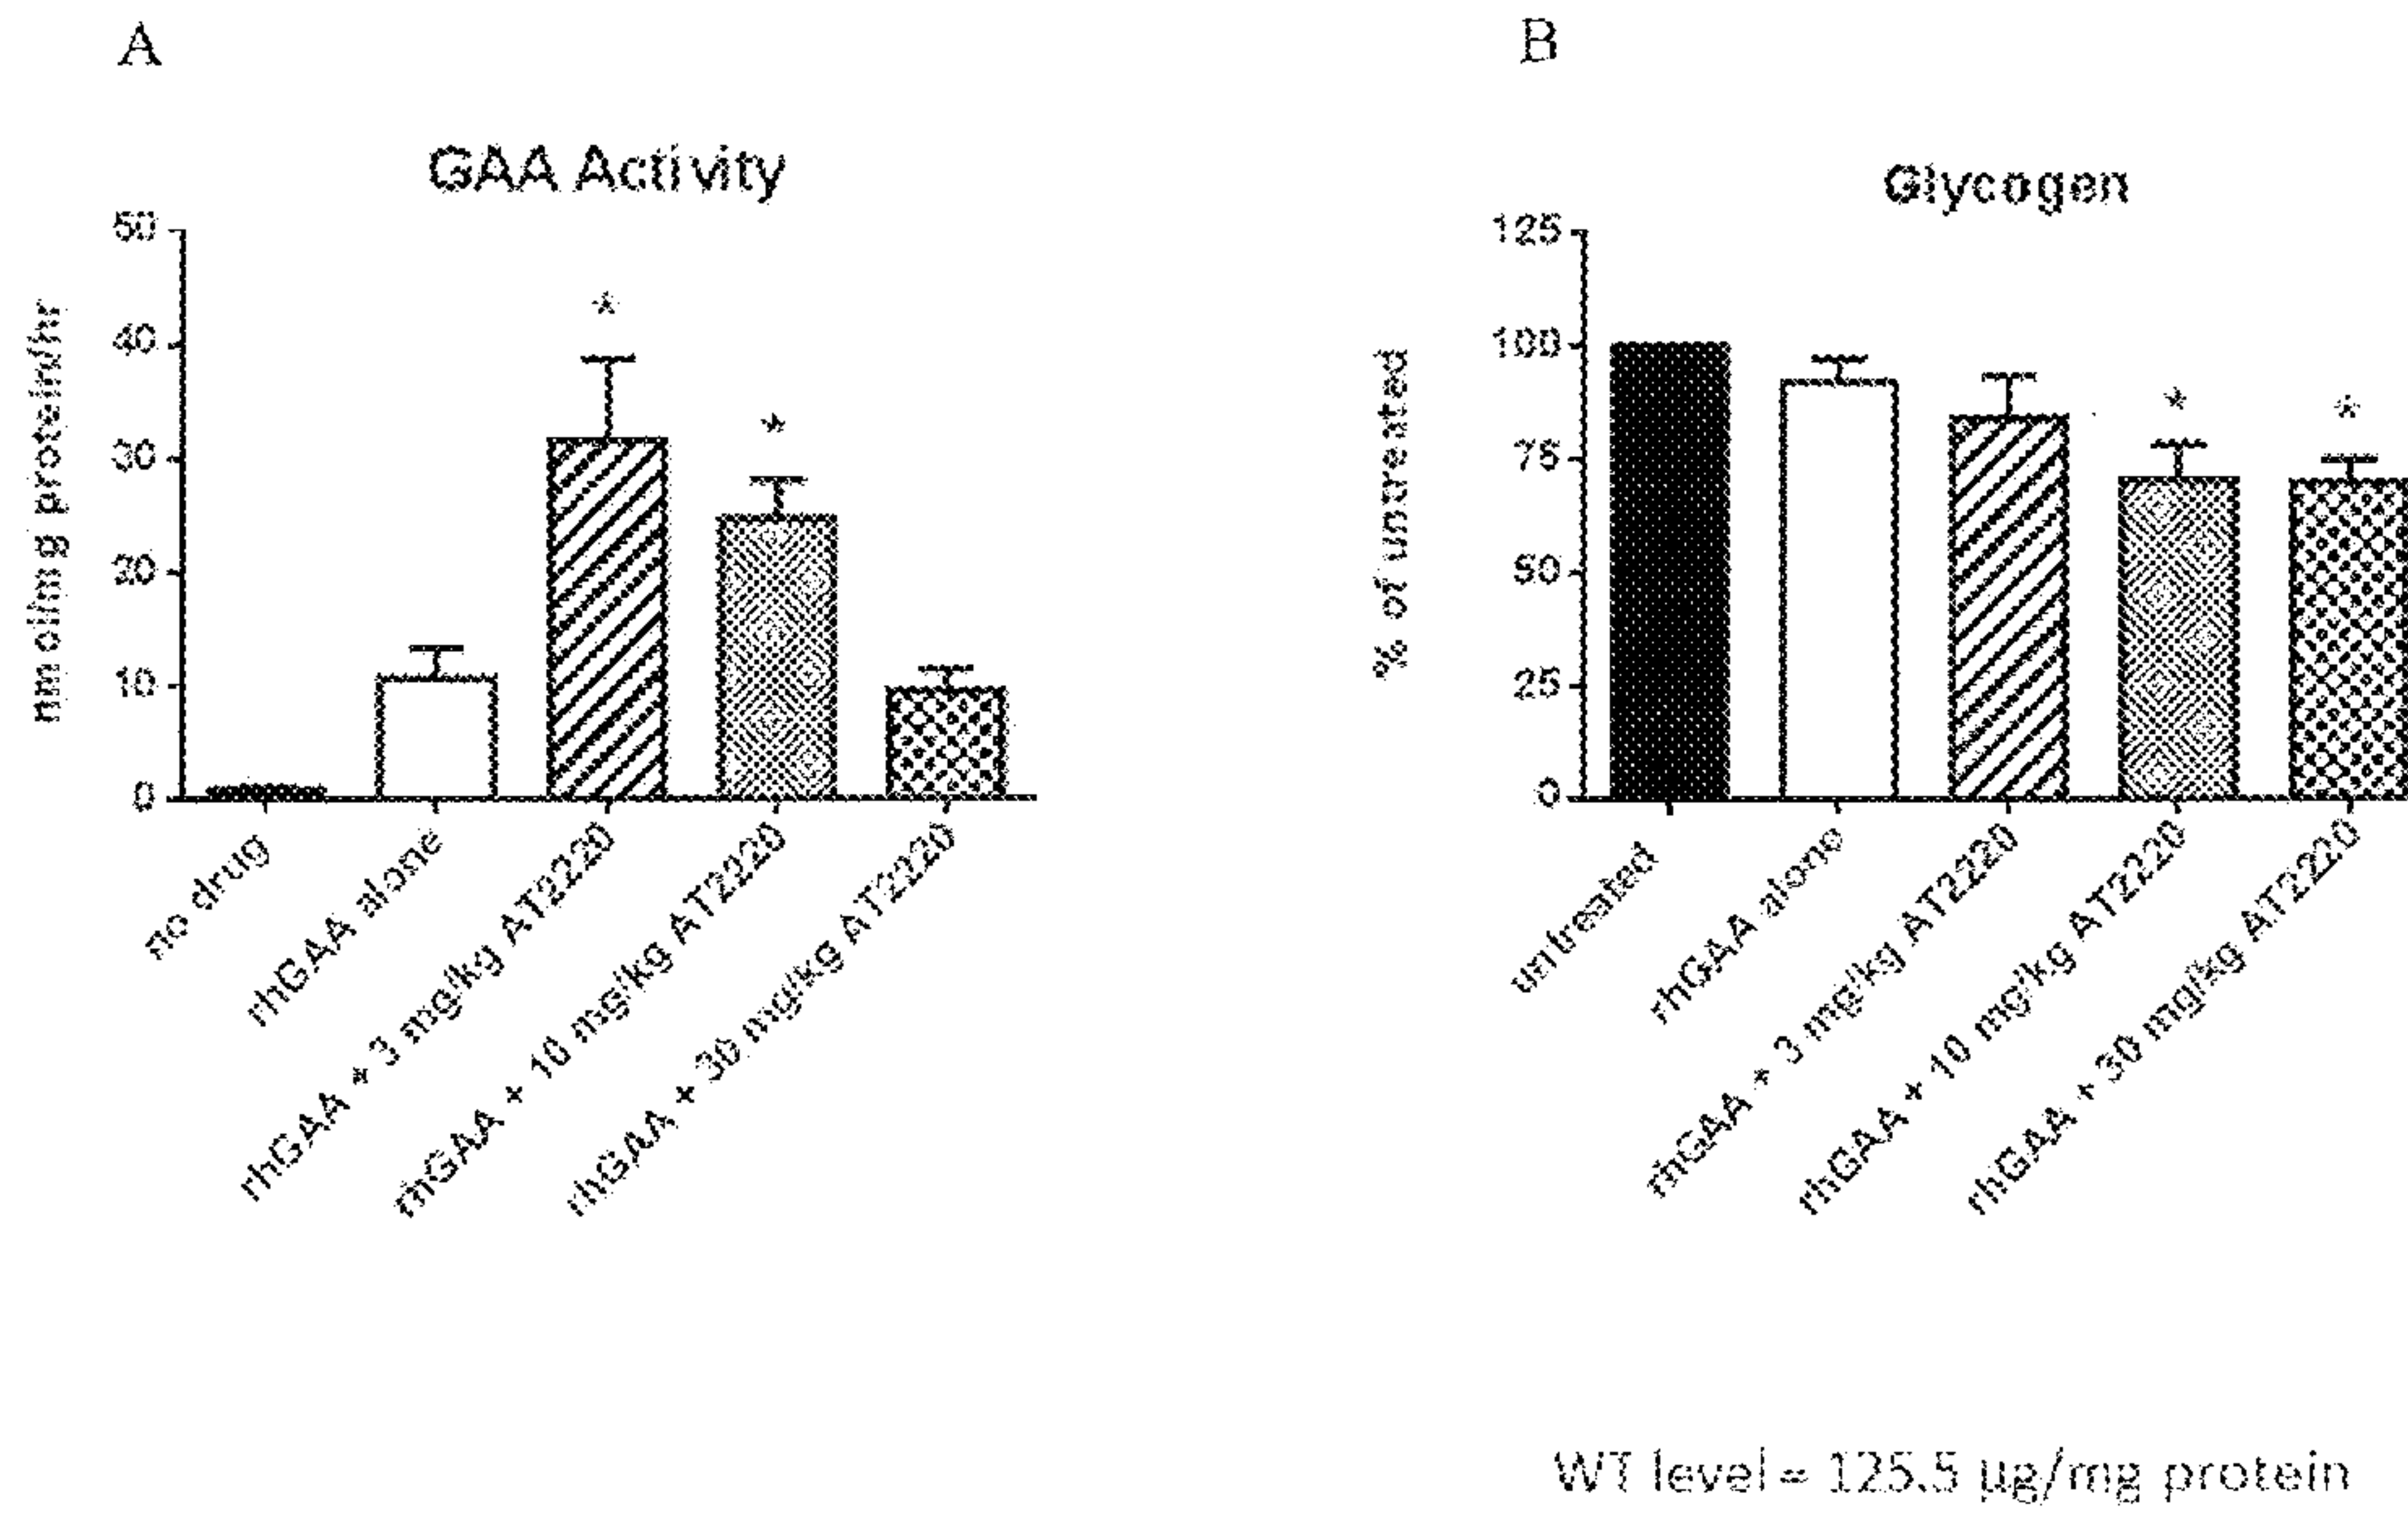 A
GAA Activity
nmol/mg protein/hr
50
40
30
20
10
0
*
*
no drug
rhGAA alone
rhGAA + 3 mg/kg AT2220
rhGAA + 10 mg/kg AT2220
rhGAA + 30 mg/kg AT2220
B
Glycogen
% of untreated
125
100
75
50
25
0
*
*
untreated
rhGAA alone
rhGAA + 3 mg/kg AT2220
rhGAA + 10 mg/kg AT2220
rhGAA + 30 mg/kg AT2220
WT level = 125.5 µg/mg protein